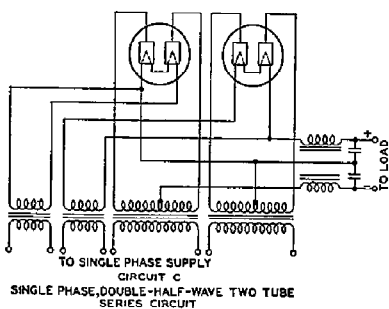 +
TO LOAD
−
TO SINGLE PHASE SUPPLY
CIRCUIT C
SINGLE PHASE, DOUBLE-HALF-WAVE TWO TUBE
SERIES CIRCUIT